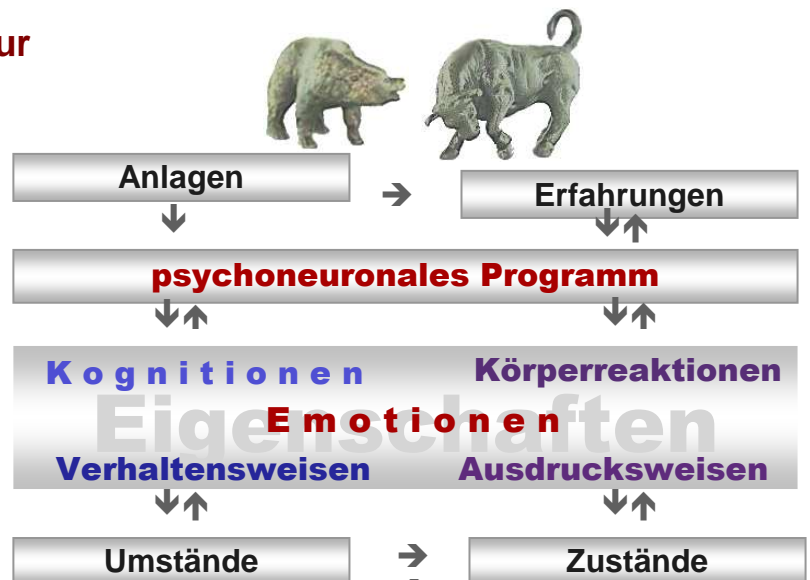 ur
Anlagen
➔
Erfahrungen
psychoneuronales Programm
Kognitionen Körperreaktionen
Eigenschaften
Emotionen
Verhaltensweisen Ausdrucksweisen
Umstände
➔
Zustände